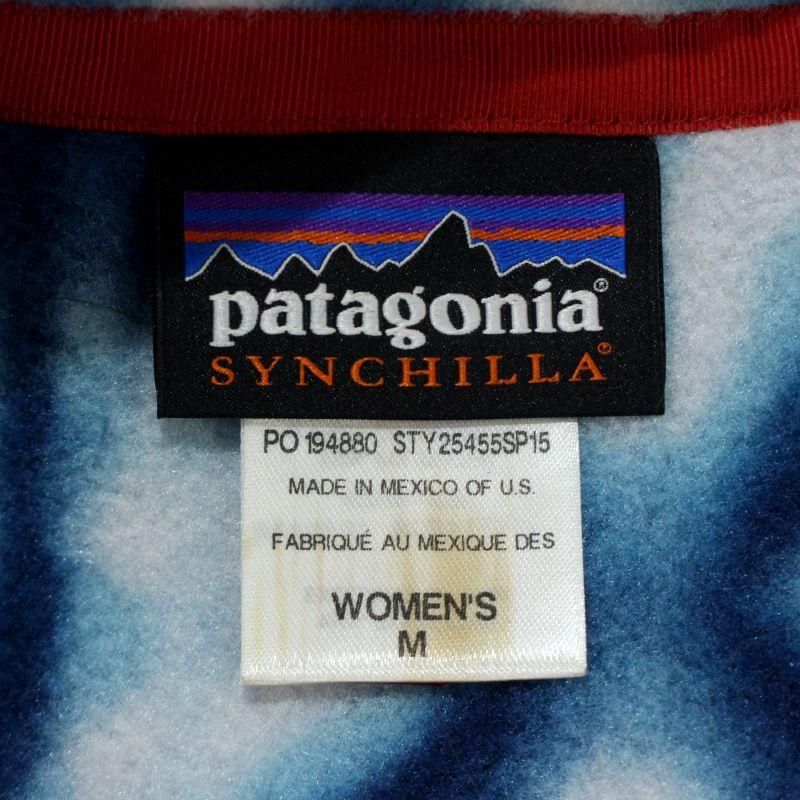 patagonia®
SYNCHILLA®
PO 194880 STY25455SP15
MADE IN MEXICO OF U.S.
FABRIQUÉ AU MEXIQUE DES
WOMEN'S
M